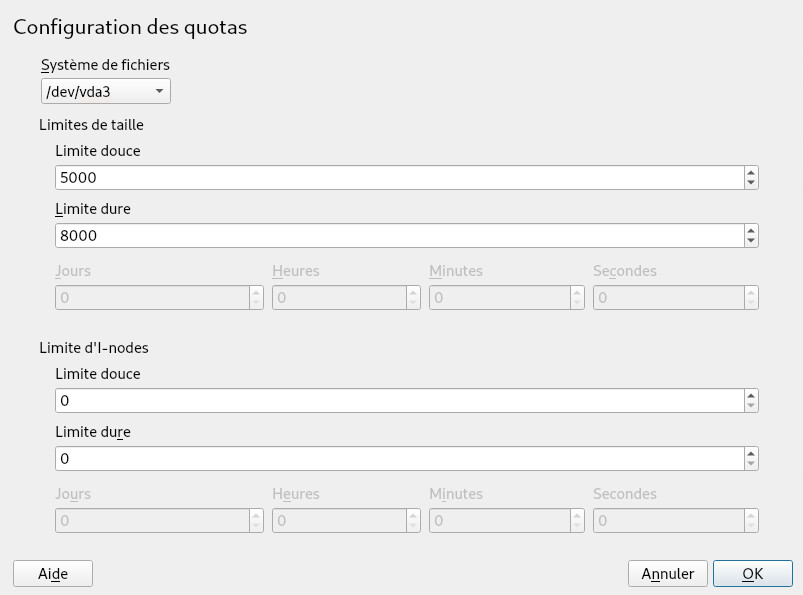 Configuration des quotas
Système de fichiers
/dev/vda3
Limites de taille
Limite douce
5000
Limite dure
8000
Jours Heures Minutes Secondes
0 0 0 0
Limite d'I-nodes
Limite douce
0
Limite dure
0
Jours Heures Minutes Secondes
0 0 0 0
Aide Annuler OK